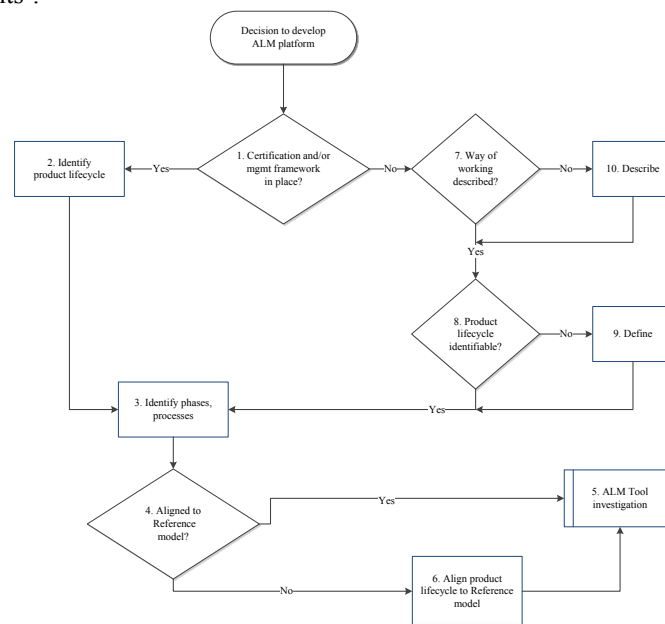 Decision to develop
ALM platform
1. Certification and/or
mgmt framework
in place?
Yes
2. Identify
product lifecycle
No
7. Way of
working
described?
No
10. Describe
Yes
8. Product
lifecycle
identifiable?
No
9. Define
Yes
3. Identify phases,
processes
4. Aligned to
Reference
model?
Yes
5. ALM Tool
investigation
No
6. Align product
lifecycle to Reference
model